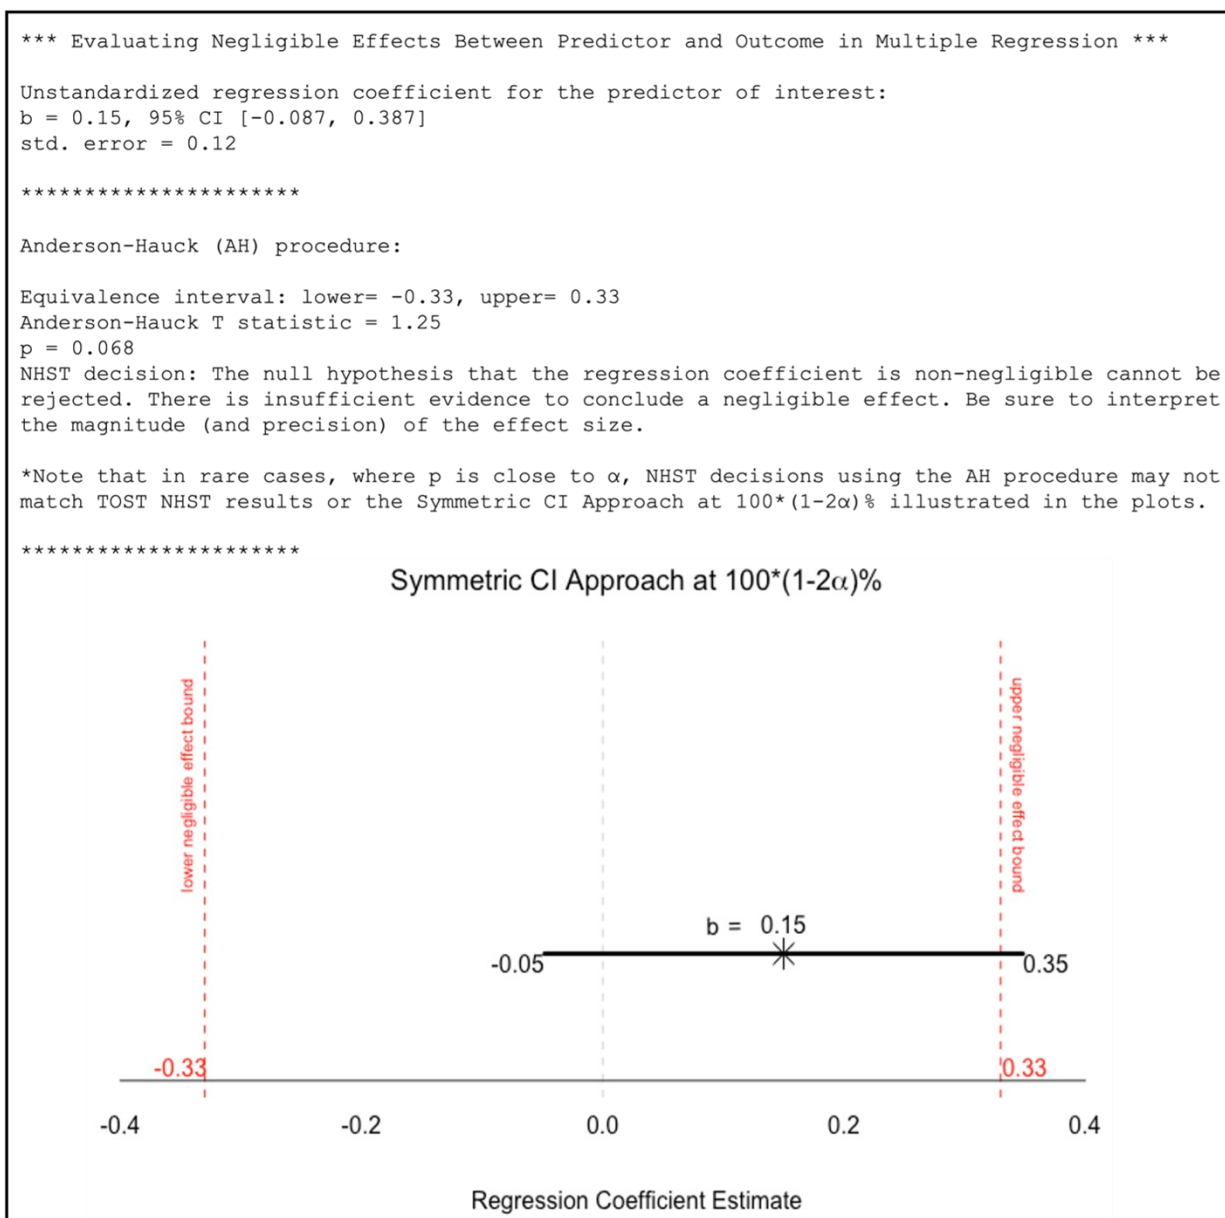 *** Evaluating Negligible Effects Between Predictor and Outcome in Multiple Regression ***
Unstandardized regression coefficient for the predictor of interest:
b = 0.15, 95% CI [-0.087, 0.387]
std. error = 0.12
**********************
Anderson-Hauck (AH) procedure:
Equivalence interval: lower= -0.33, upper= 0.33
Anderson-Hauck T statistic = 1.25
p = 0.068
NHST decision: The null hypothesis that the regression coefficient is non-negligible cannot be
rejected. There is insufficient evidence to conclude a negligible effect. Be sure to interpret
the magnitude (and precision) of the effect size.
*Note that in rare cases, where p is close to α, NHST decisions using the AH procedure may not
match TOST NHST results or the Symmetric CI Approach at 100*(1-2α)% illustrated in the plots.
**********************
Symmetric CI Approach at 100*(1-2α)%
lower negligible effect bound
upper negligible effect bound
b = 0.15
-0.05
0.35
-0.33
0.33
-0.4
-0.2
0.0
0.2
0.4
Regression Coefficient Estimate